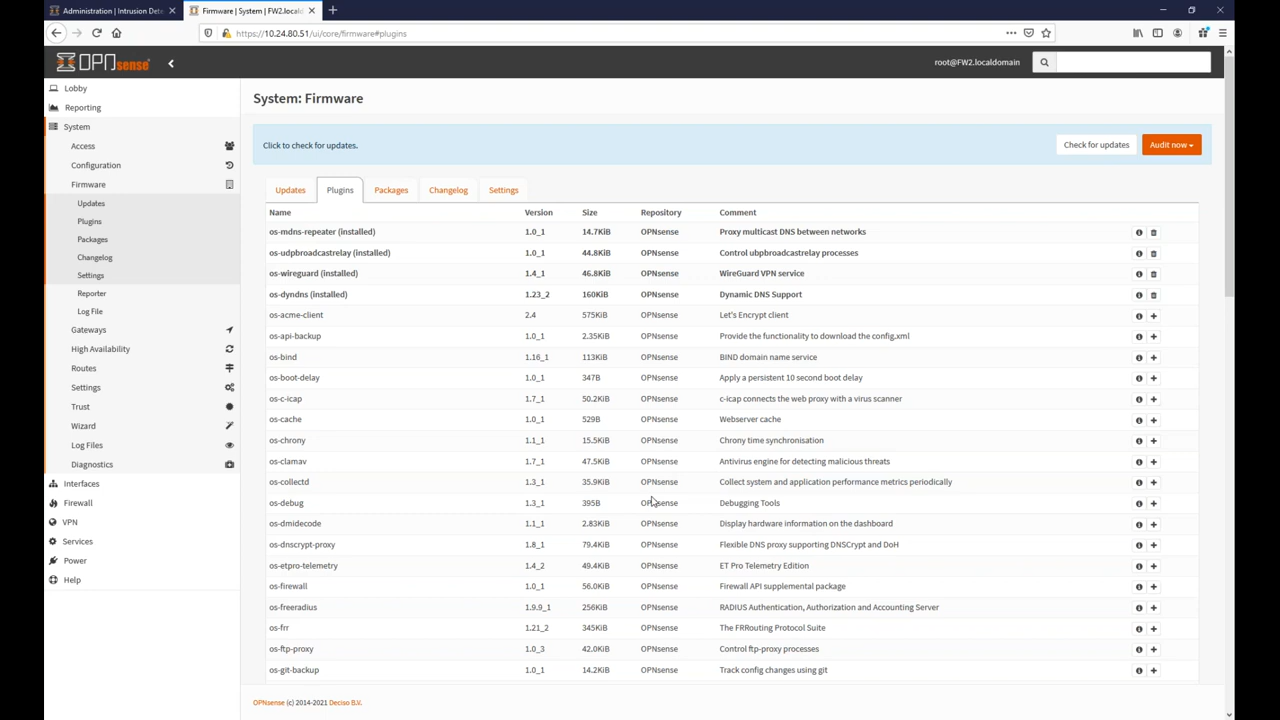 Administration | Intrusion Dete
Firmware | System | FW2.locald
https://10.24.80.51/ui/core/firmware#plugins
OPNsense
root@FW2.localdomain
Lobby
Reporting
System
Access
Configuration
Firmware
Updates
Plugins
Packages
Changelog
Settings
Reporter
Log File
Gateways
High Availability
Routes
Settings
Trust
Wizard
Log Files
Diagnostics
Interfaces
Firewall
VPN
Services
Power
Help
System: Firmware
Click to check for updates. Check for updates Audit now
Updates Plugins Packages Changelog Settings
Name Version Size Repository Comment
os-mdns-repeater (installed) 1.0_1 14.7KiB OPNsense Proxy multicast DNS between networks
os-udpbroadcastrelay (installed) 1.0_1 44.8KiB OPNsense Control ubpbroadcastrelay processes
os-wireguard (installed) 1.4_1 46.8KiB OPNsense WireGuard VPN service
os-dyndns (installed) 1.23_2 160KiB OPNsense Dynamic DNS Support
os-acme-client 2.4 575KiB OPNsense Let's Encrypt client
os-api-backup 1.0_1 2.35KiB OPNsense Provide the functionality to download the config.xml
os-bind 1.16_1 113KiB OPNsense BIND domain name service
os-boot-delay 1.0_1 347B OPNsense Apply a persistent 10 second boot delay
os-c-icap 1.7_1 50.2KiB OPNsense c-icap connects the web proxy with a virus scanner
os-cache 1.0_1 529B OPNsense Webserver cache
os-chrony 1.1_1 15.5KiB OPNsense Chrony time synchronisation
os-clamav 1.7_1 47.5KiB OPNsense Antivirus engine for detecting malicious threats
os-collectd 1.3_1 35.9KiB OPNsense Collect system and application performance metrics periodically
os-debug 1.3_1 395B OPNsense Debugging Tools
os-dmidecode 1.1_1 2.83KiB OPNsense Display hardware information on the dashboard
os-dnscrypt-proxy 1.8_1 79.4KiB OPNsense Flexible DNS proxy supporting DNSCrypt and DoH
os-etpro-telemetry 1.4_2 49.4KiB OPNsense ET Pro Telemetry Edition
os-firewall 1.0_1 56.0KiB OPNsense Firewall API supplemental package
os-freeradius 1.9.9_1 256KiB OPNsense RADIUS Authentication, Authorization and Accounting Server
os-frr 1.21_2 345KiB OPNsense The FRRouting Protocol Suite
os-ftp-proxy 1.0_3 42.0KiB OPNsense Control ftp-proxy processes
os-git-backup 1.0_1 14.2KiB OPNsense Track config changes using git
OPNsense (c) 2014-2021 Deciso B.V.